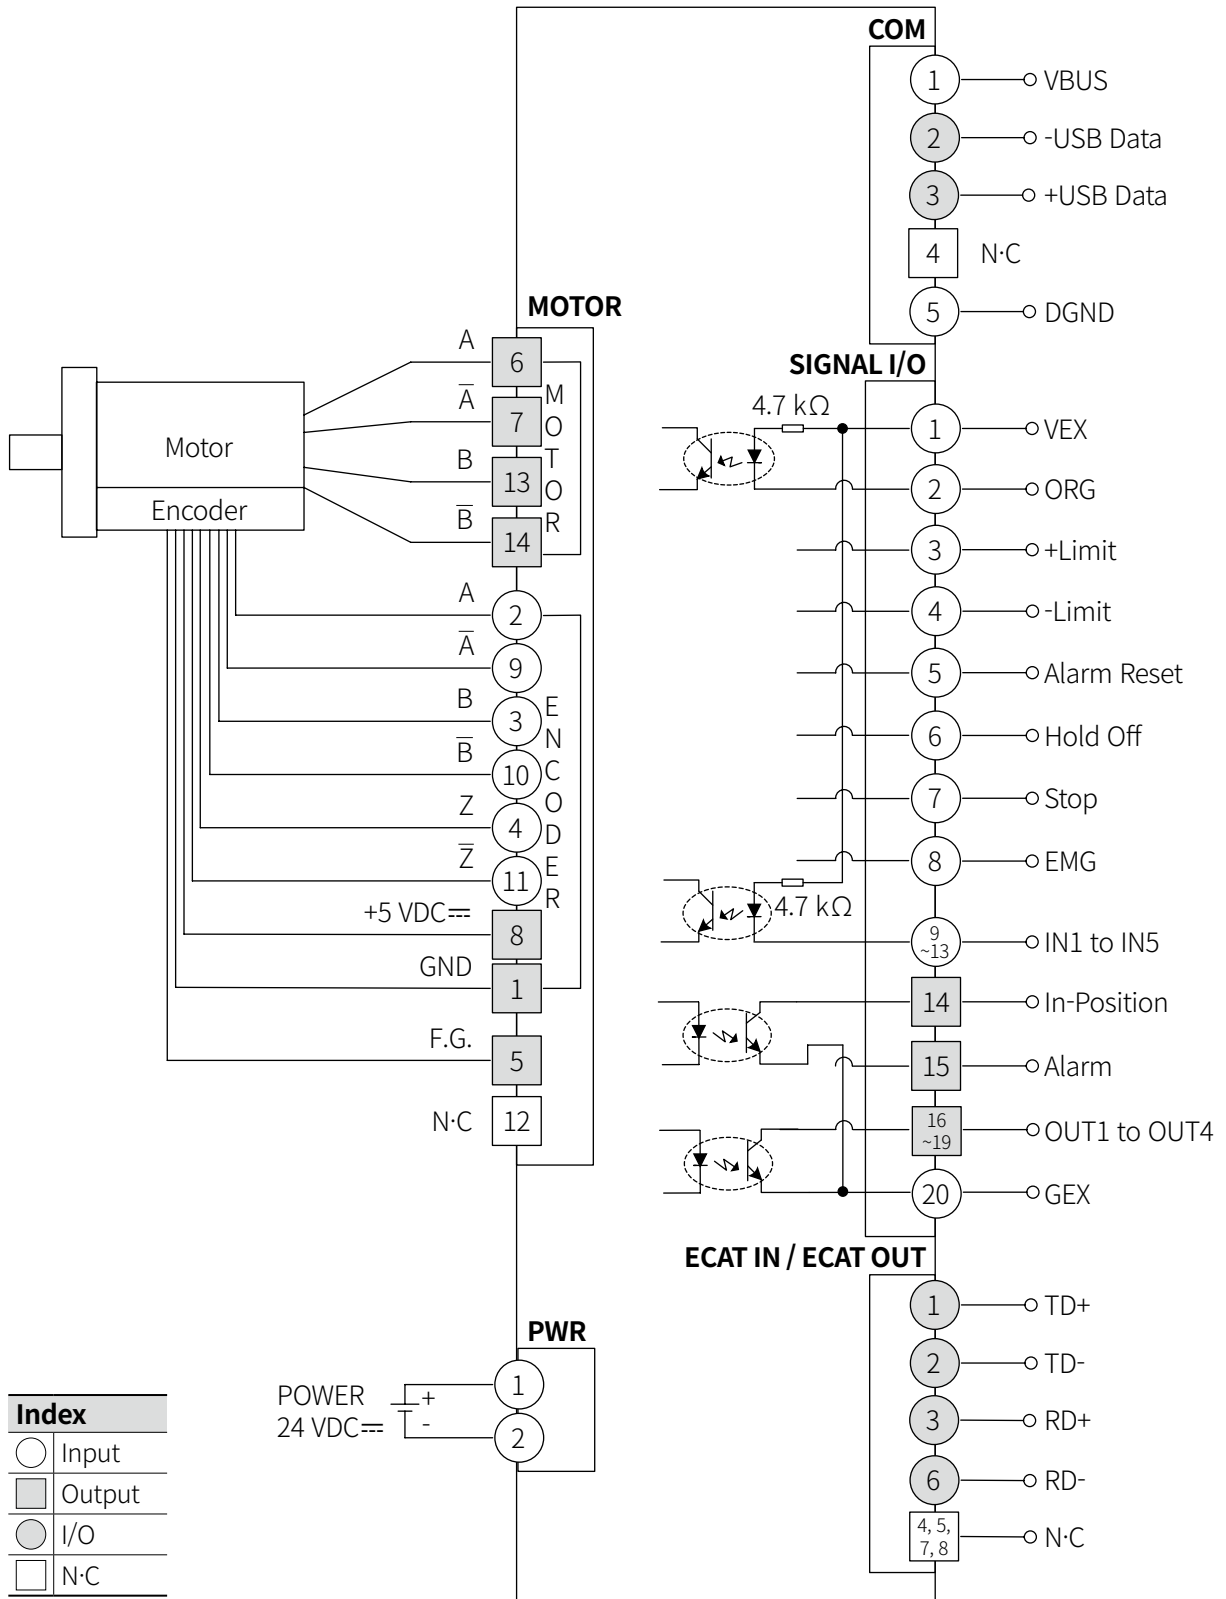 COM
1 VBUS
2 -USB Data
3 +USB Data
4 N·C
5 DGND
MOTOR
Motor
Encoder
A 6
A̅ 7
B 13
B̅ 14
MOTOR
A 2
A̅ 9
B 3
B̅ 10
Z 4
Z̅ 11
+5 VDC⎓ 8
GND 1
ENCODER
F.G. 5
N·C 12
SIGNAL I/O
4.7 kΩ
1 VEX
2 ORG
3 +Limit
4 -Limit
5 Alarm Reset
6 Hold Off
7 Stop
8 EMG
4.7 kΩ
9
~13 IN1 to IN5
14 In-Position
15 Alarm
16
~19 OUT1 to OUT4
20 GEX
ECAT IN / ECAT OUT
1 TD+
2 TD-
3 RD+
6 RD-
4, 5,
7, 8 N·C
PWR
POWER
24 VDC⎓
+ 1
- 2
Index
Input
Output
I/O
N·C